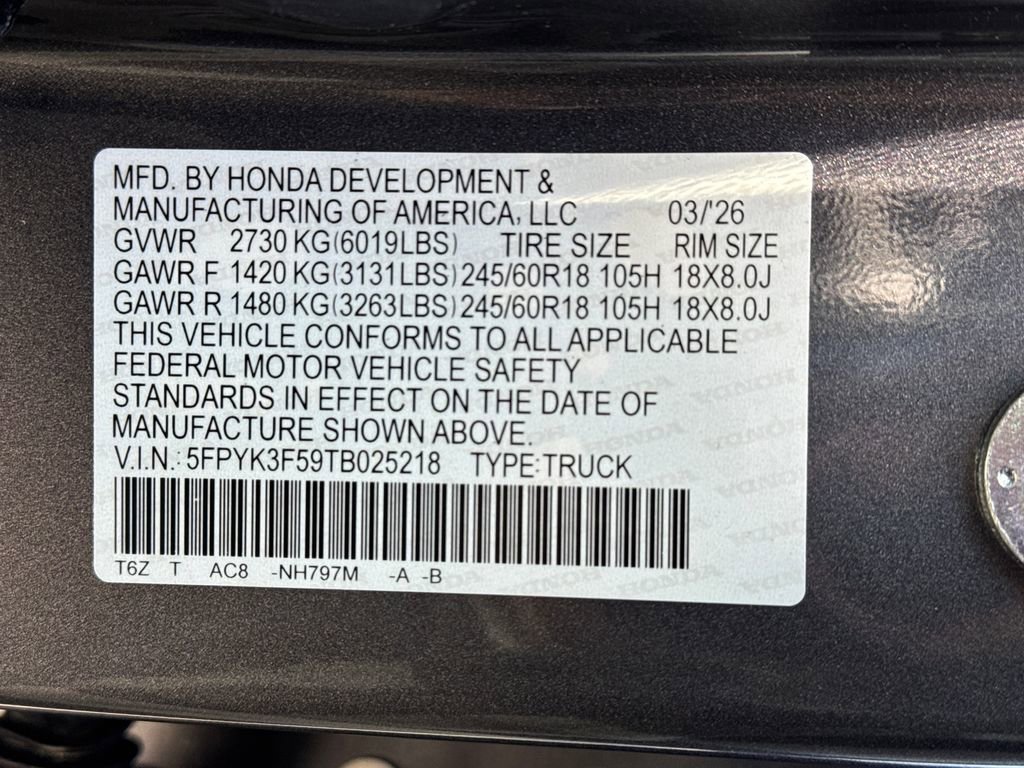 MFD. BY HONDA DEVELOPMENT &
MANUFACTURING OF AMERICA, LLC 03/'26
GVWR 2730 KG(6019LBS) TIRE SIZE RIM SIZE
GAWR F 1420 KG(3131LBS) 245/60R18 105H 18X8.0J
GAWR R 1480 KG(3263LBS) 245/60R18 105H 18X8.0J
THIS VEHICLE CONFORMS TO ALL APPLICABLE
FEDERAL MOTOR VEHICLE SAFETY
STANDARDS IN EFFECT ON THE DATE OF
MANUFACTURE SHOWN ABOVE.
V.I.N.: 5FPYK3F59TB025218 TYPE:TRUCK
T6Z T AC8 -NH797M -A -B